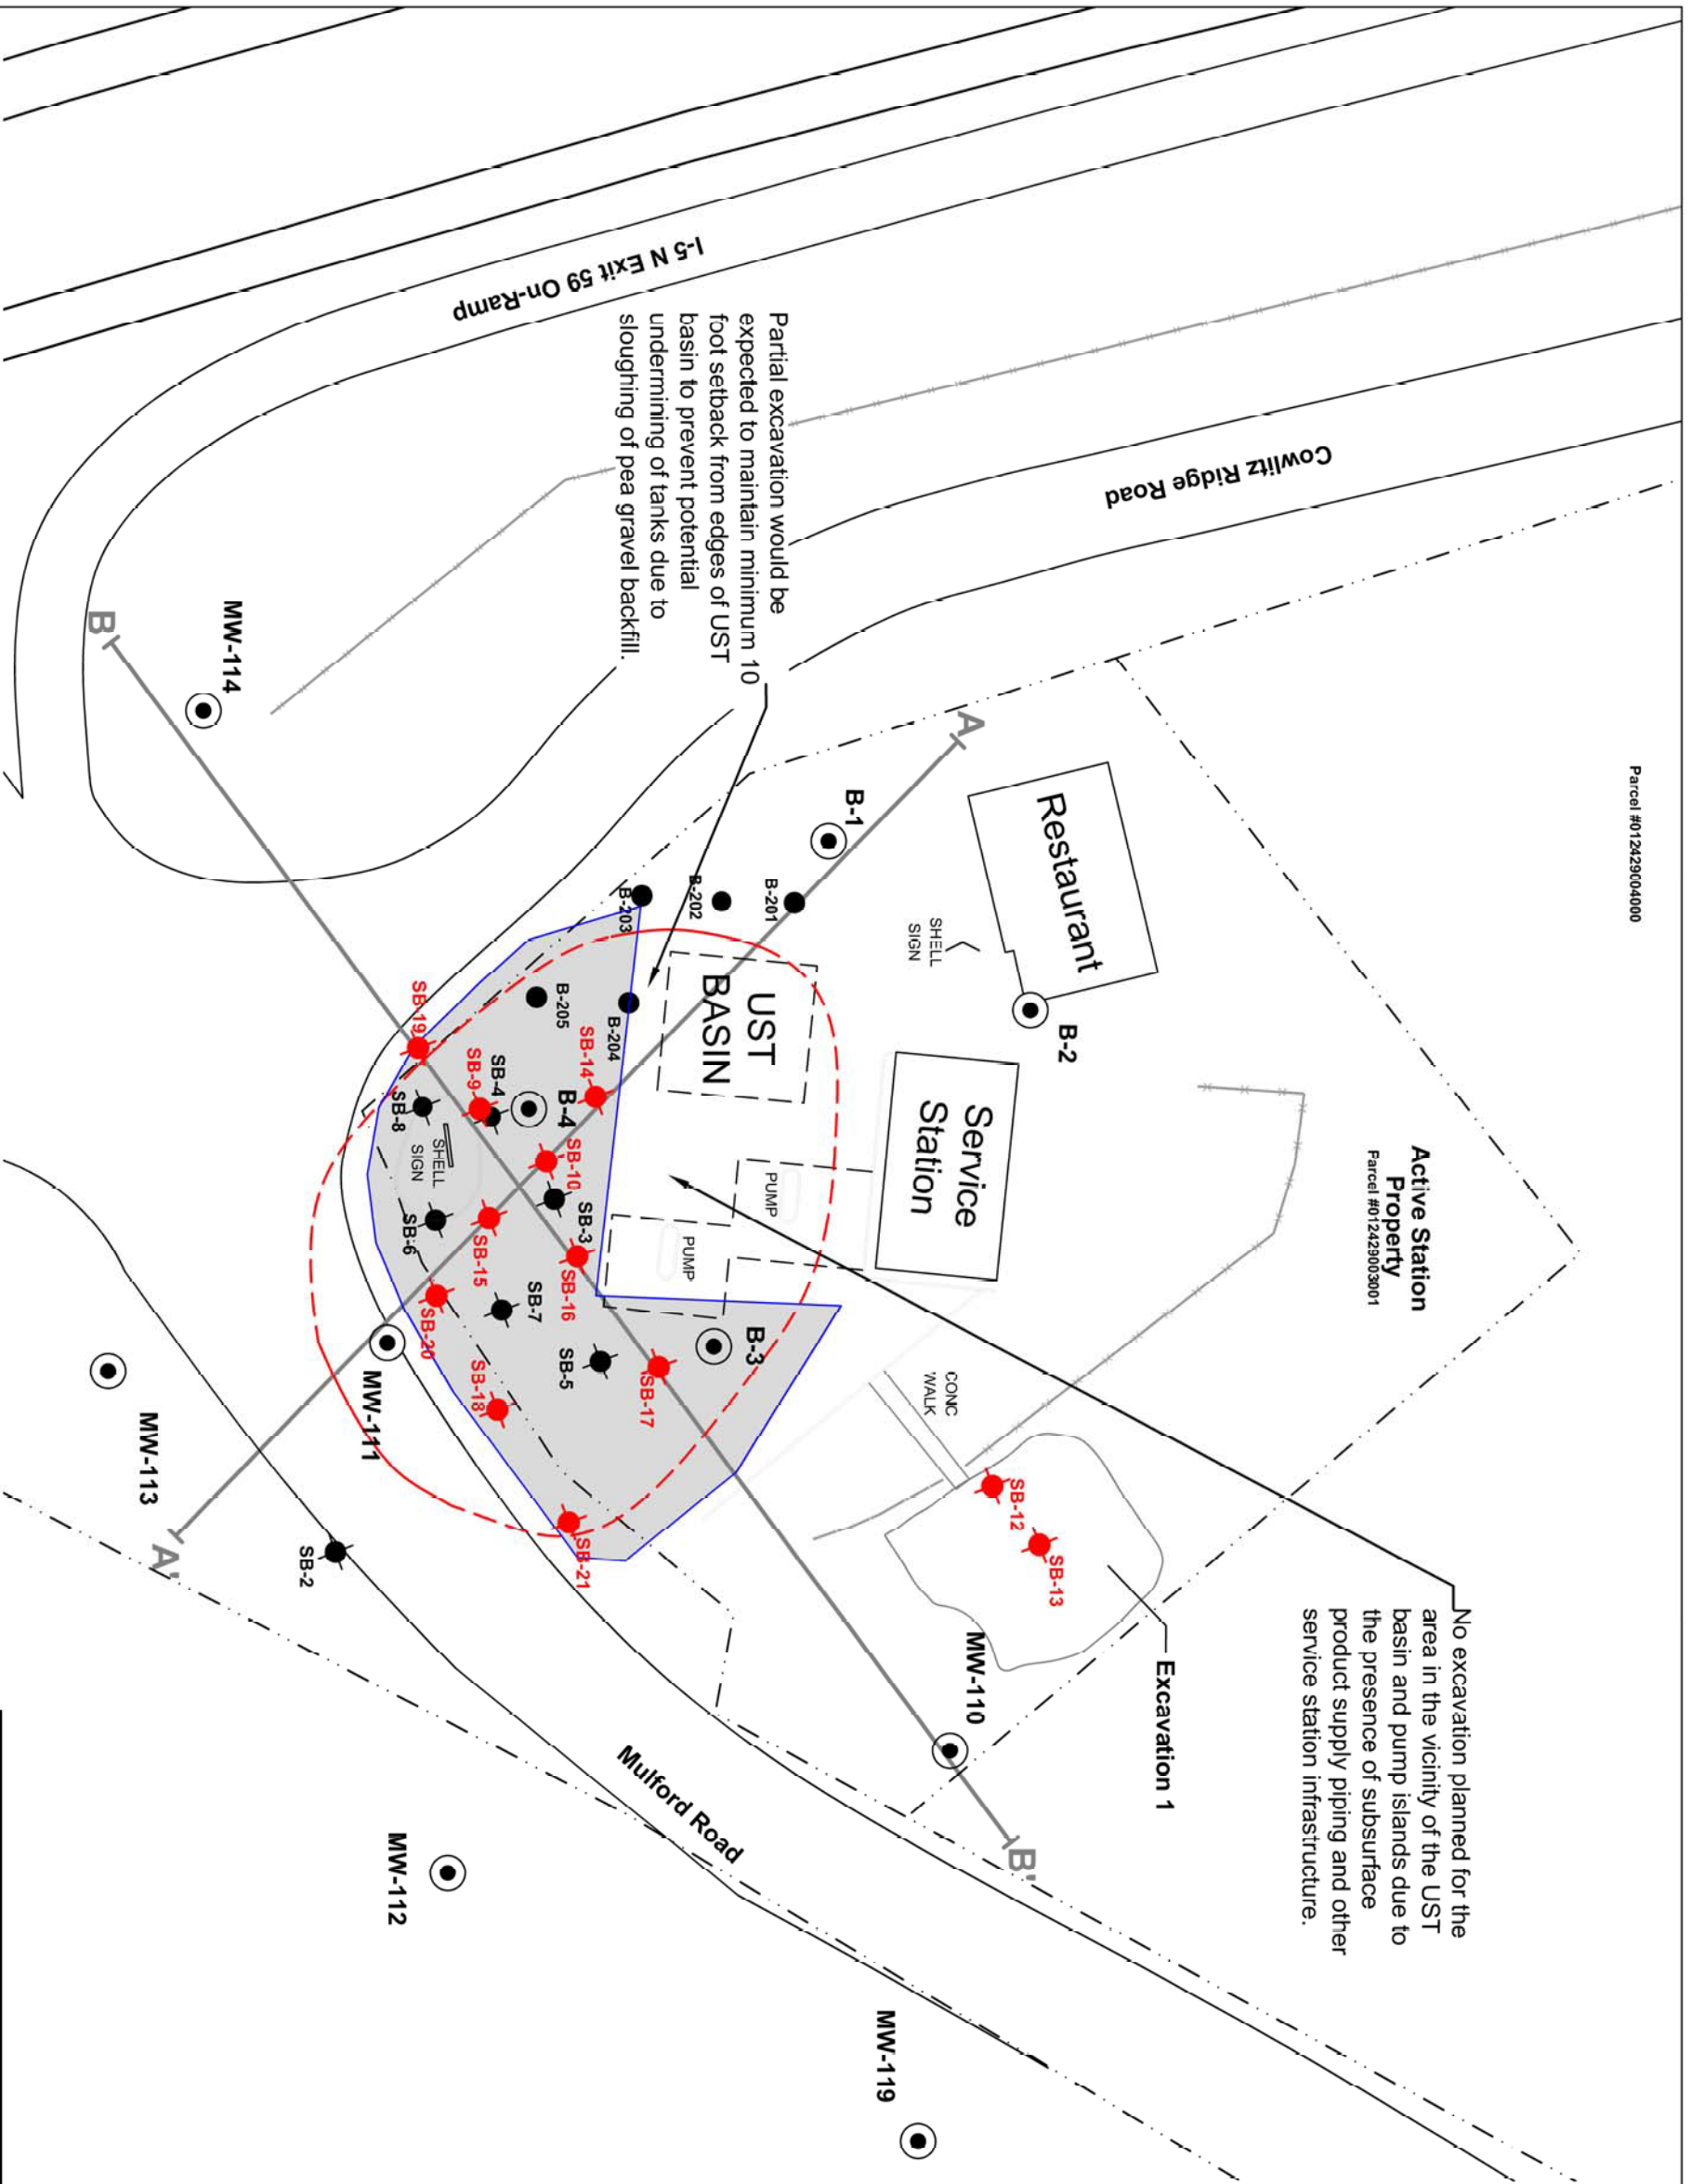 Parcel #012429004000
I-5 N Exit 59 On-Ramp
Cowlitz Ridge Road
Partial excavation would be
expected to maintain minimum 10
foot setback from edges of UST
basin to prevent potential
undermining of tanks due to
sloughing of pea gravel backfill.
No excavation planned for the
area in the vicinity of the UST
basin and pump islands due to
the presence of subsurface
product supply piping and other
service station infrastructure.
Active Station
Property
Parcel #012429003001
Restaurant
B-2
SHELL
SIGN
Service
Station
UST
BASIN
PUMP
PUMP
A
B-1
B-201
B-202
B-203
B-204
B-205
SB-14
B-4
SB-4
SB-9
SB-19
SB-8
SHELL
SIGN
SB-10
SB-3
SB-16
SB-15
SB-6
SB-7
SB-20
SB-5
SB-18
B-3
SB-17
SB-21
CONC
WALK
SB-12
SB-13
Excavation 1
MW-110
B'
MW-114
B
MW-111
MW-113
A'
SB-2
Mulford Road
MW-112
MW-119